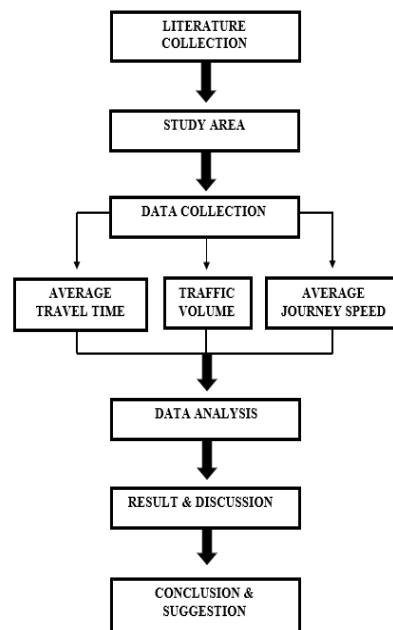 LITERATURE
COLLECTION
STUDY AREA
DATA COLLECTION
AVERAGE
TRAVEL TIME
TRAFFIC
VOLUME
AVERAGE
JOURNEY SPEED
DATA ANALYSIS
RESULT & DISCUSSION
CONCLUSION &
SUGGESTION